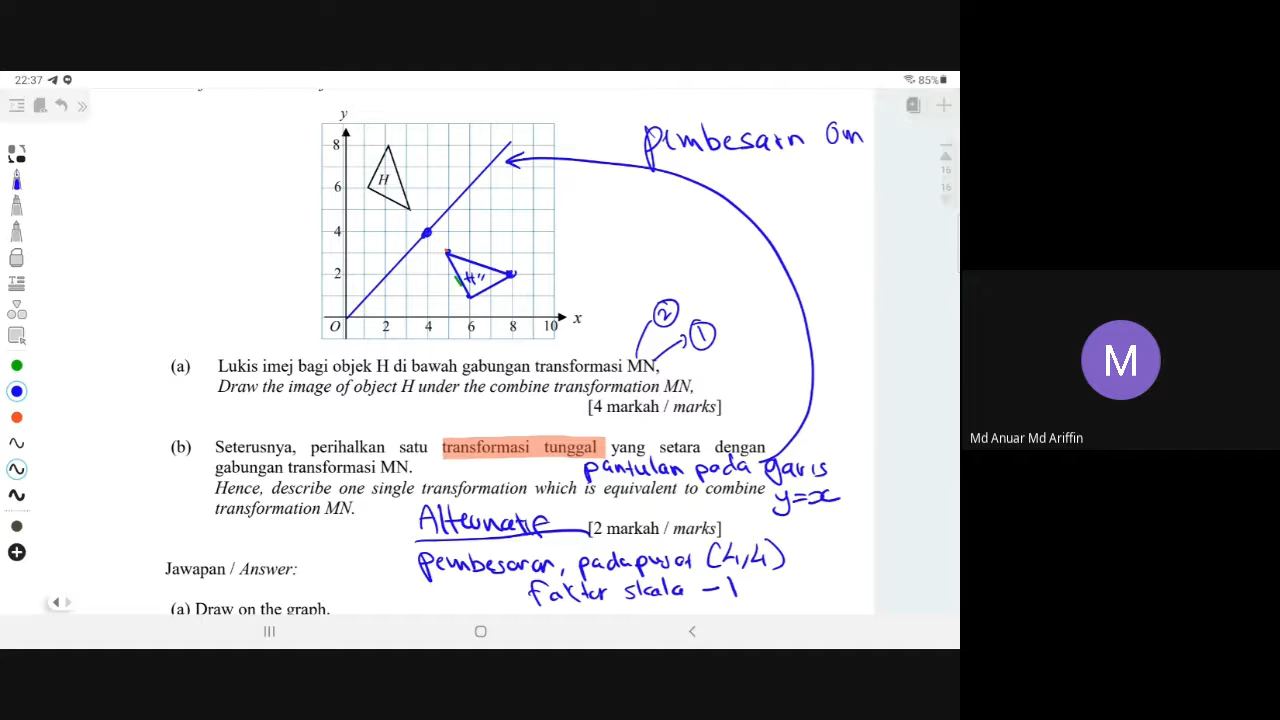 22:37
85%
y
pembesarn
8
H
6
4
2
H"
O
2
4
6
8
10
x
2
1
(a) Lukis imej bagi objek H di bawah gabungan transformasi MN,
Draw the image of object H under the combine transformation MN,
[4 markah / marks]
(b) Seterusnya, perihalkan satu transformasi tunggal yang setara dengan
gabungan transformasi MN.
pantulan pada garis
y=x
Hence, describe one single transformation which is equivalent to combine
transformation MN.
Alternatif
[2 markah / marks]
pembesaran, pada pusat (4,4)
faktor skala -1
Jawapan / Answer:
(a) Draw on the graph.
16
16
M
Md Anuar Md Ariffin